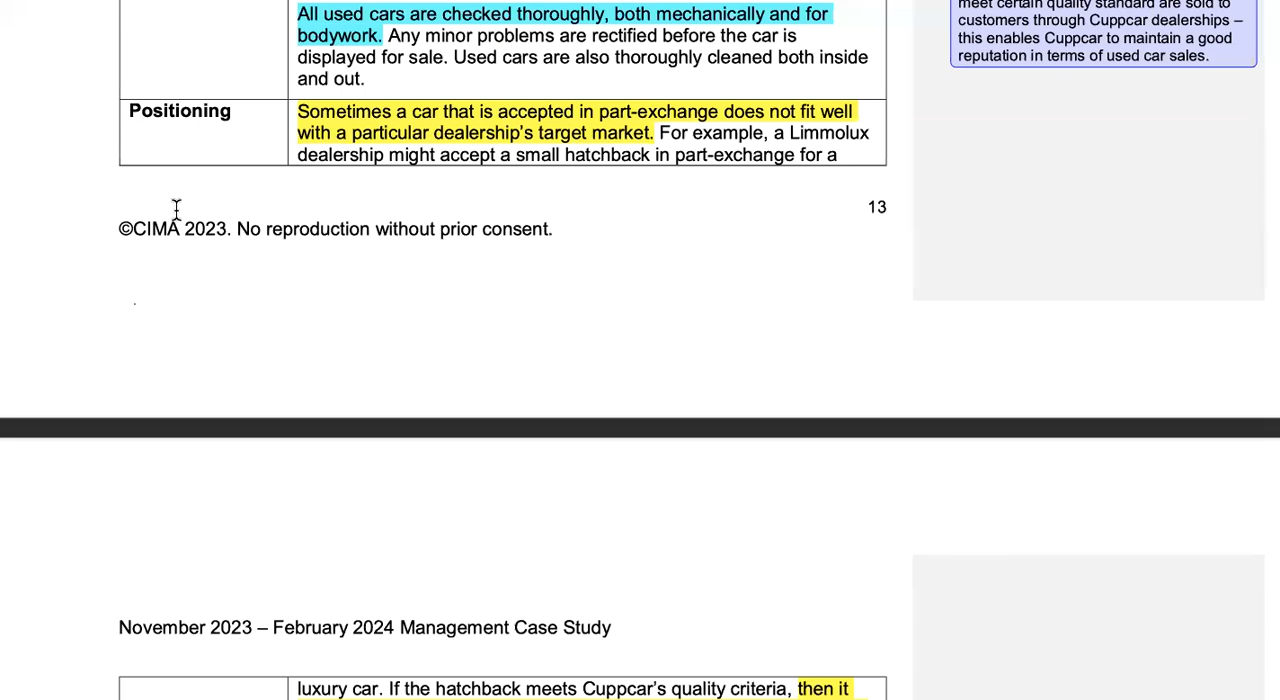 All used cars are checked thoroughly, both mechanically and for
bodywork. Any minor problems are rectified before the car is
displayed for sale. Used cars are also thoroughly cleaned both inside
and out.
meet certain quality standard are sold to
customers through Cuppcar dealerships –
this enables Cuppcar to maintain a good
reputation in terms of used car sales.
Positioning
Sometimes a car that is accepted in part-exchange does not fit well
with a particular dealership’s target market. For example, a Limmolux
dealership might accept a small hatchback in part-exchange for a
13
©CIMA 2023. No reproduction without prior consent.
November 2023 – February 2024 Management Case Study
luxury car. If the hatchback meets Cuppcar’s quality criteria, then it